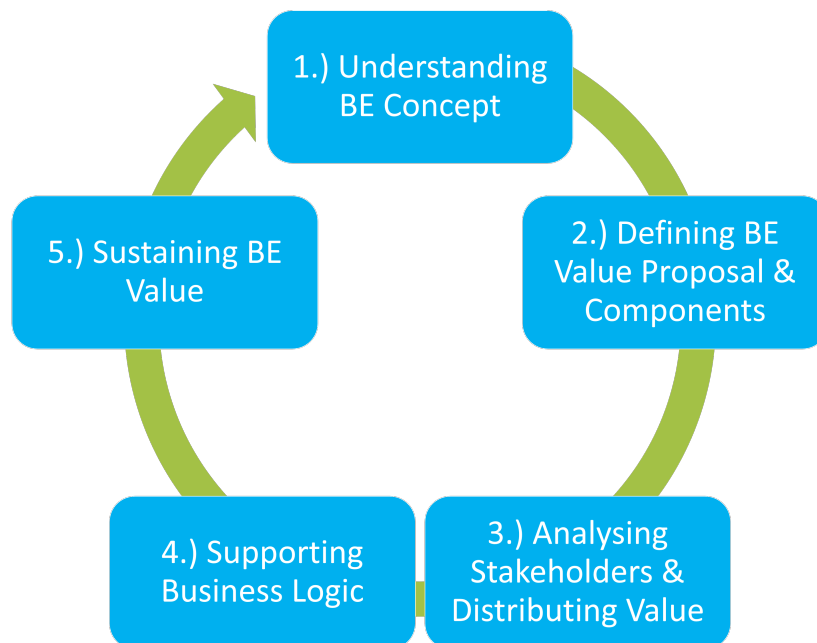 1.) Understanding
BE Concept
2.) Defining BE
Value Proposal &
Components
3.) Analysing
Stakeholders &
Distributing Value
4.) Supporting
Business Logic
5.) Sustaining BE
Value